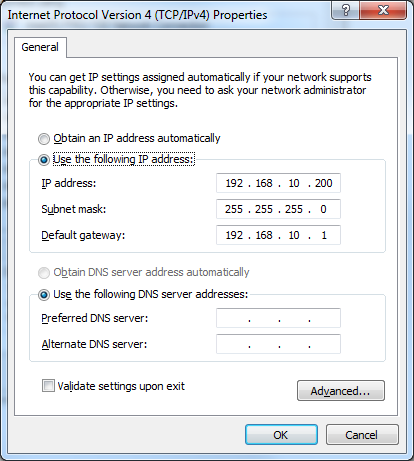 Internet Protocol Version 4 (TCP/IPv4) Properties
General
You can get IP settings assigned automatically if your network supports
this capability. Otherwise, you need to ask your network administrator
for the appropriate IP settings.
Obtain an IP address automatically
Use the following IP address:
IP address: 192 . 168 . 10 . 200
Subnet mask: 255 . 255 . 255 . 0
Default gateway: 192 . 168 . 10 . 1
Obtain DNS server address automatically
Use the following DNS server addresses:
Preferred DNS server: . . .
Alternate DNS server: . . .
Validate settings upon exit
Advanced...
OK Cancel